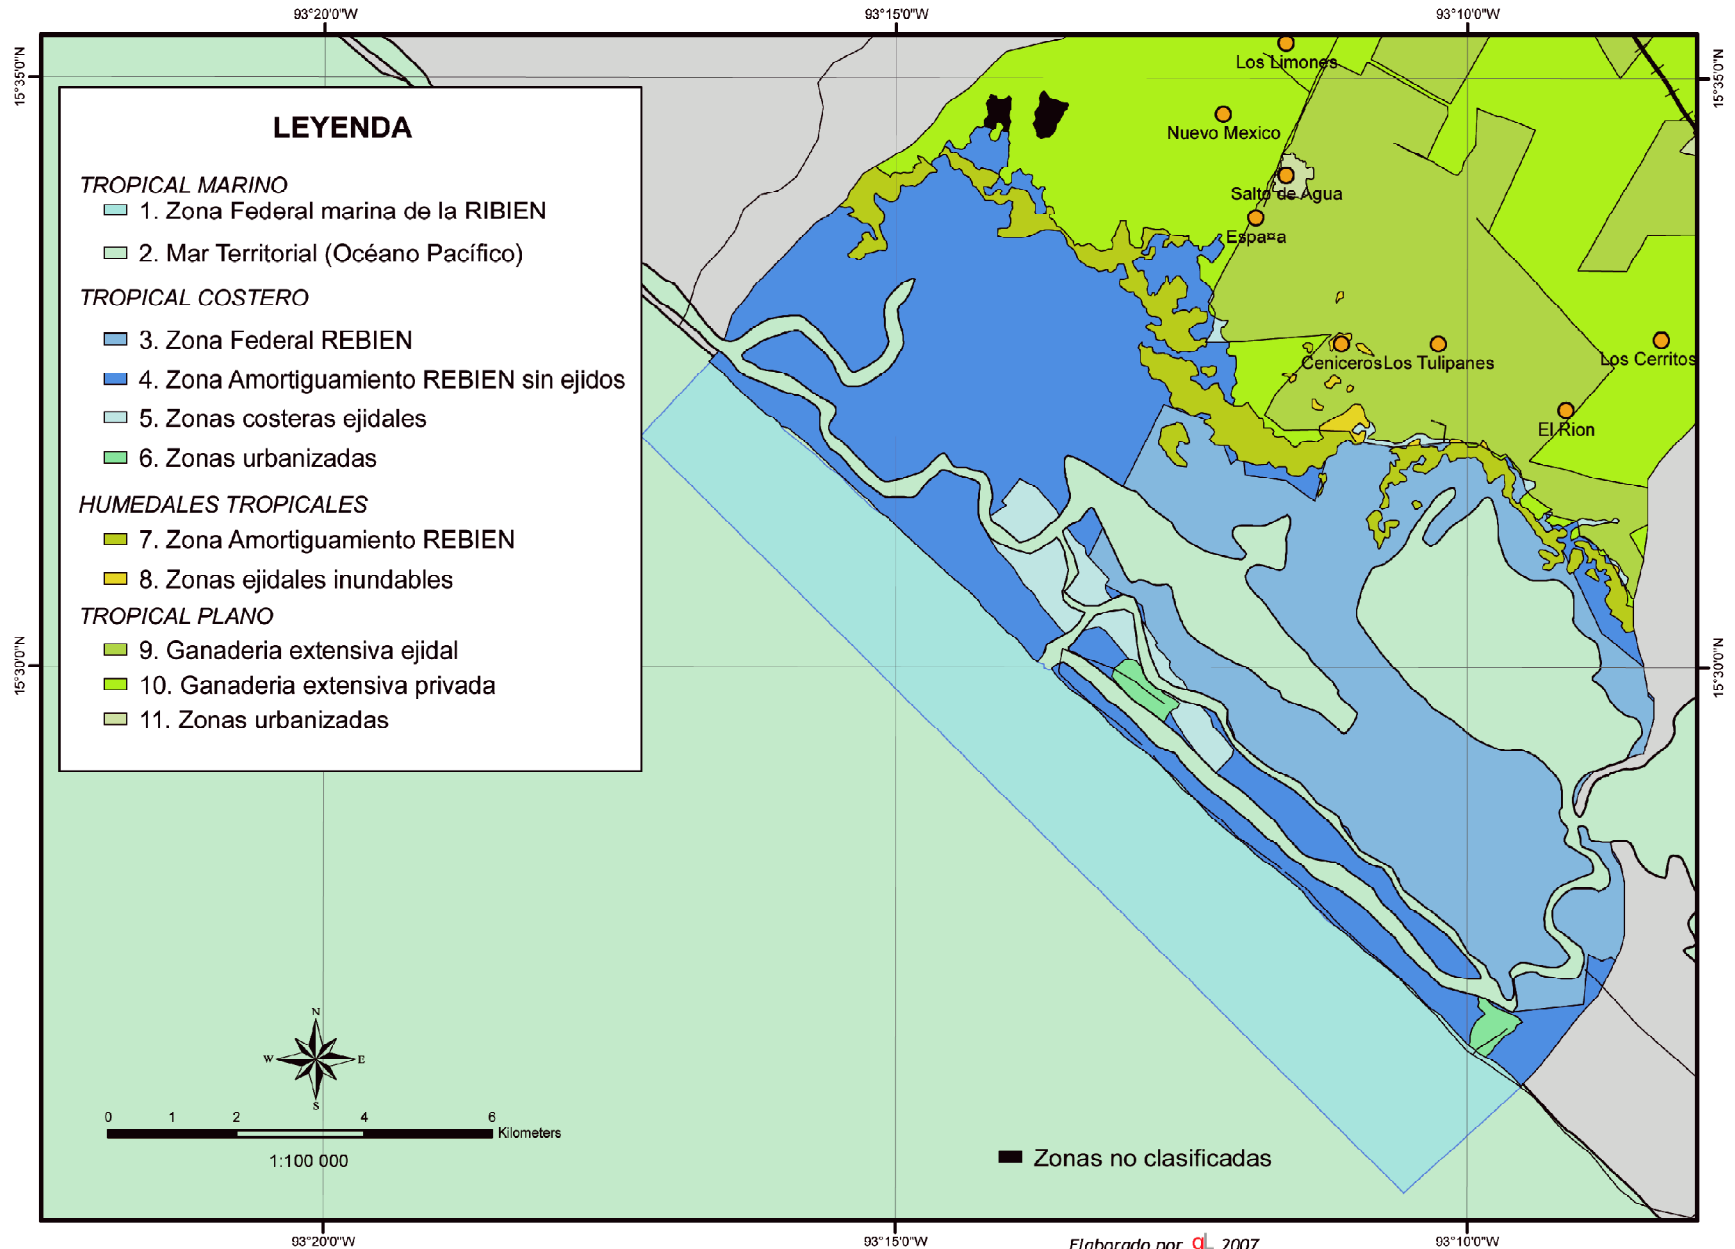 93°20'0"W 93°15'0"W 93°10'0"W
15°35'0"N
15°35'0"N
LEYENDA
TROPICAL MARINO
1. Zona Federal marina de la RIBIEN
2. Mar Territorial (Océano Pacífico)
TROPICAL COSTERO
3. Zona Federal REBIEN
4. Zona Amortiguamiento REBIEN sin ejidos
5. Zonas costeras ejidales
6. Zonas urbanizadas
HUMEDALES TROPICALES
7. Zona Amortiguamiento REBIEN
8. Zonas ejidales inundables
TROPICAL PLANO
9. Ganaderia extensiva ejidal
10. Ganaderia extensiva privada
11. Zonas urbanizadas
Los Limones
Nuevo Mexico
Salto de Agua
Espa¤a
Ceniceros
Los Tulipanes
Los Cerritos
El Rion
15°30'0"N
15°30'0"N
N
W E
S
0 1 2 4 6
Kilometers
1:100 000
Zonas no clasificadas
93°20'0"W 93°15'0"W 93°10'0"W
Elaborado por gL 2007